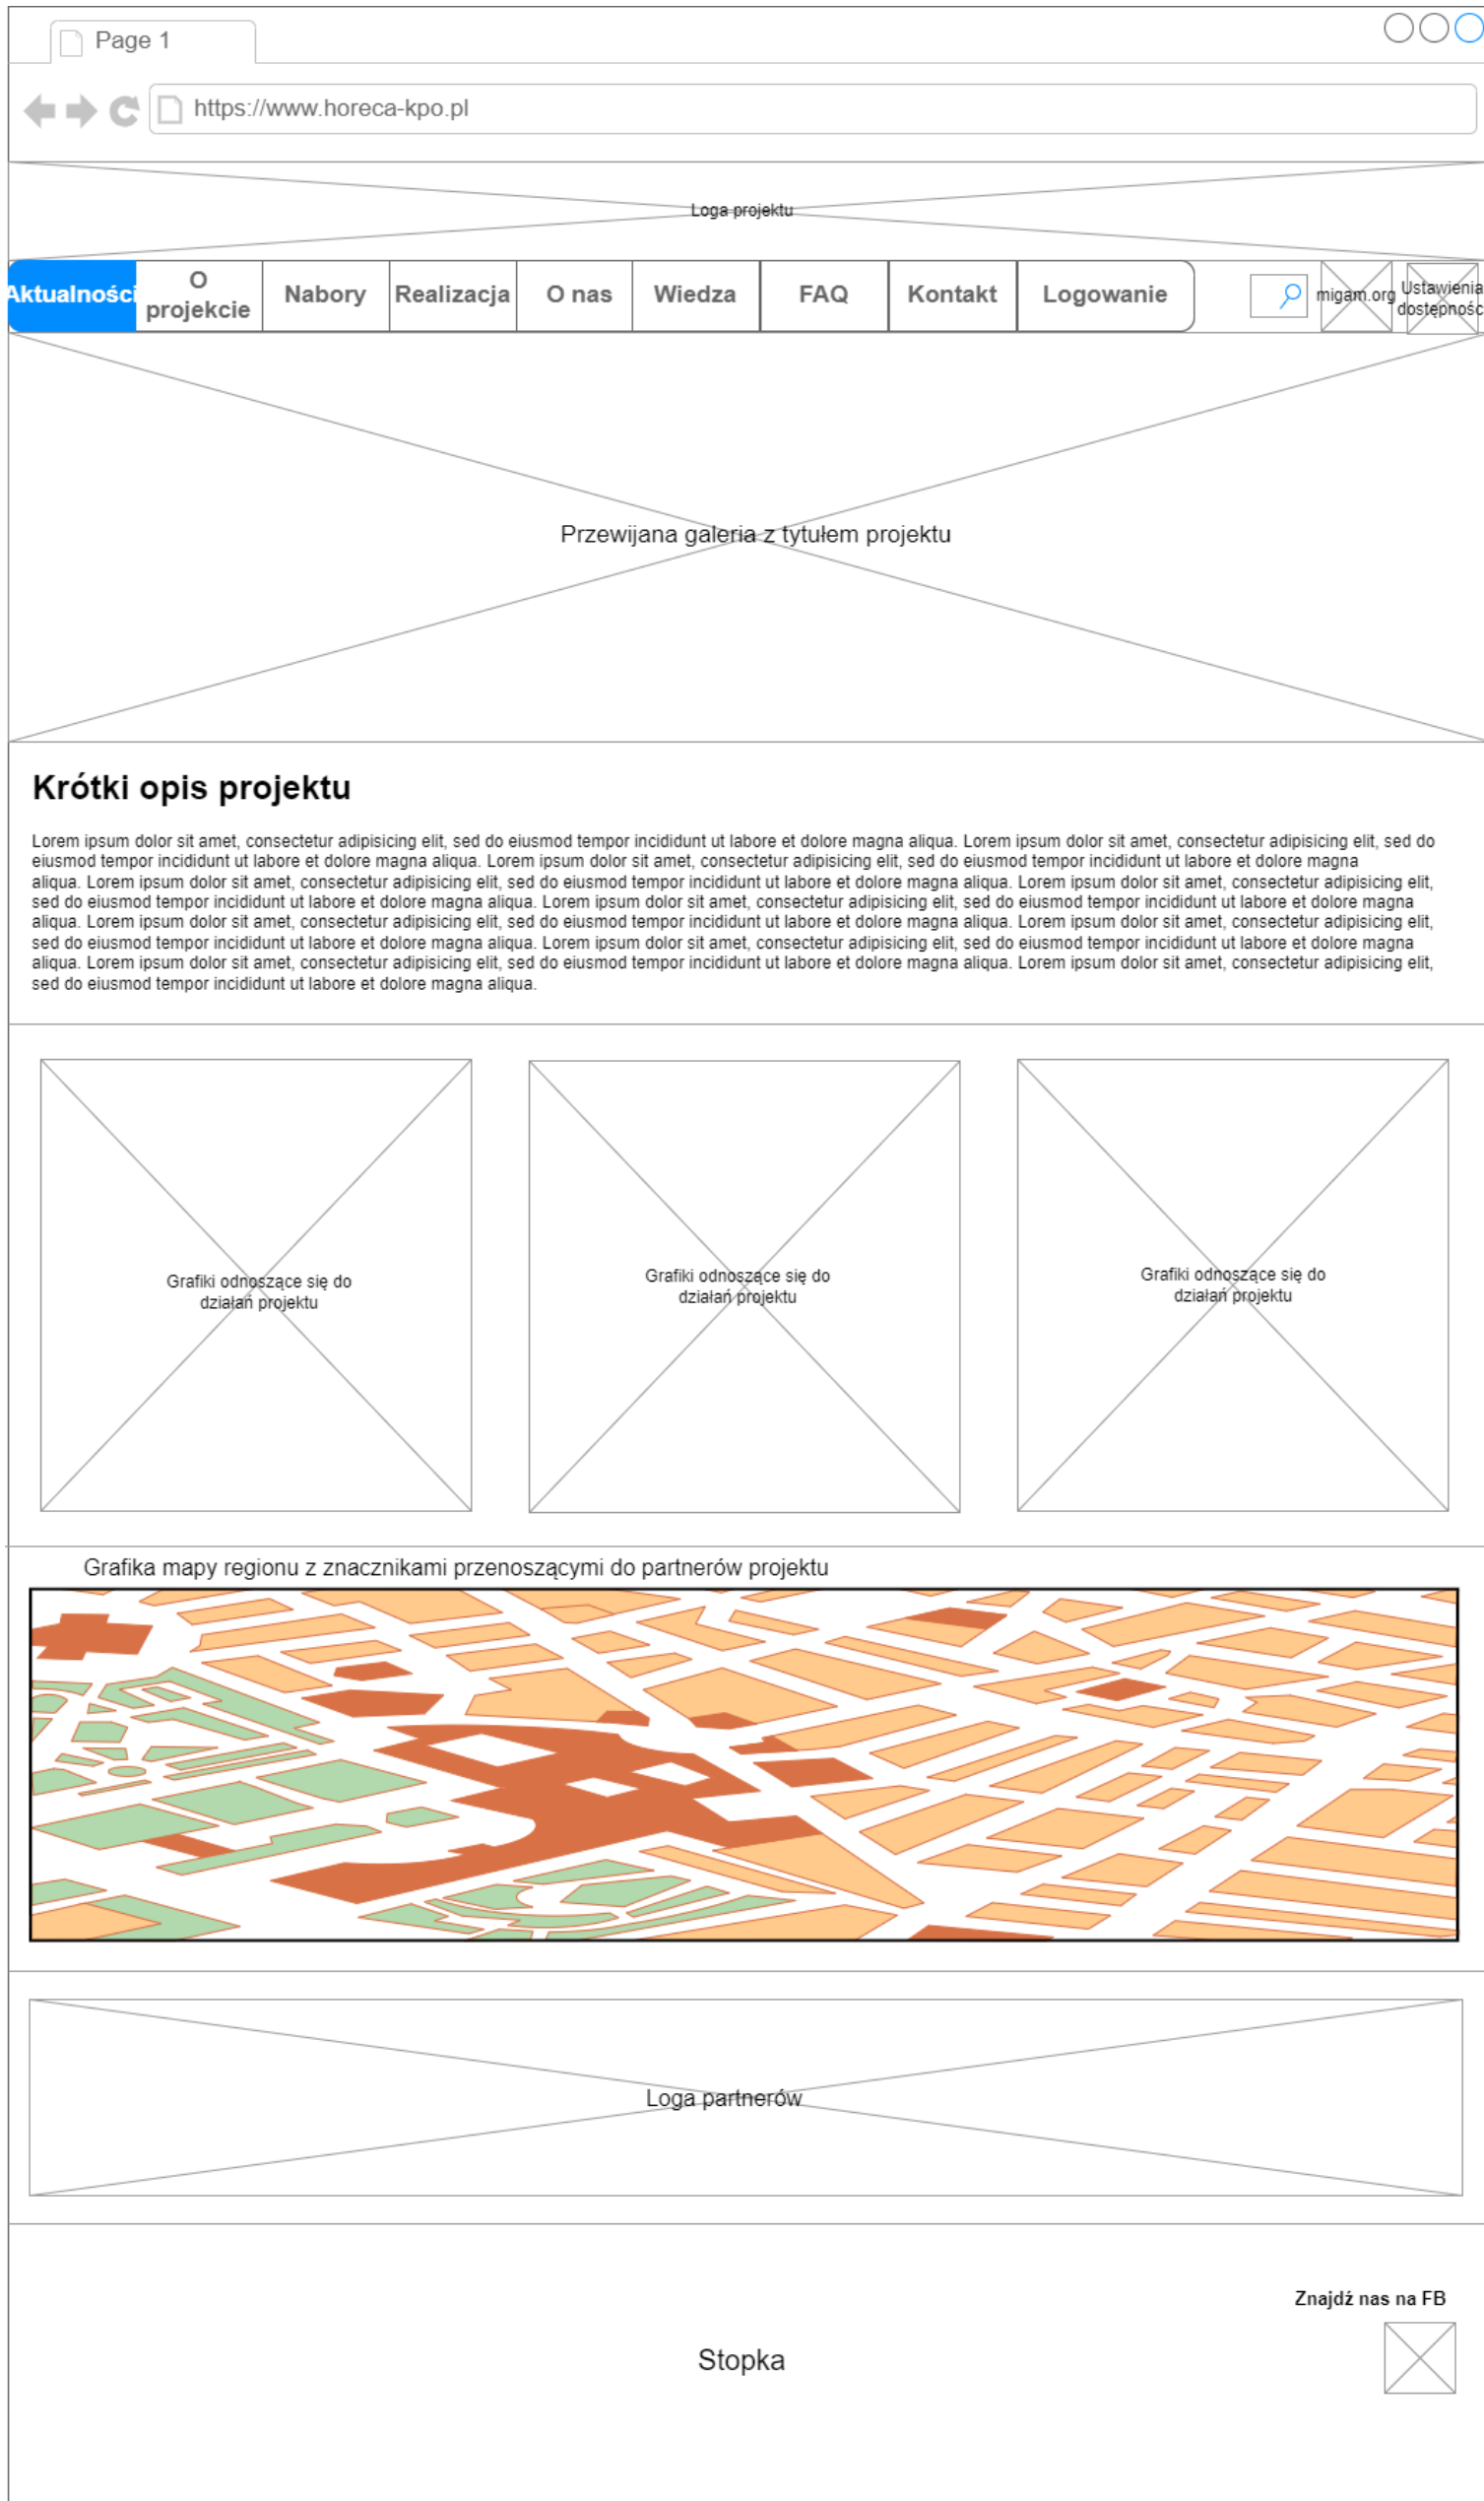 Page 1
https://www.horeca-kpo.pl
Loga projektu
Aktualności
O
projekcie
Nabory
Realizacja
O nas
Wiedza
FAQ
Kontakt
Logowanie
migam.org
Ustawienia
dostępnośc
Przewijana galeria z tytułem projektu
Krótki opis projektu
Lorem ipsum dolor sit amet, consectetur adipisicing elit, sed do eiusmod tempor incididunt ut labore et dolore magna aliqua. Lorem ipsum dolor sit amet, consectetur adipisicing elit, sed do
eiusmod tempor incididunt ut labore et dolore magna aliqua. Lorem ipsum dolor sit amet, consectetur adipisicing elit, sed do eiusmod tempor incididunt ut labore et dolore magna
aliqua. Lorem ipsum dolor sit amet, consectetur adipisicing elit, sed do eiusmod tempor incididunt ut labore et dolore magna aliqua. Lorem ipsum dolor sit amet, consectetur adipisicing elit,
sed do eiusmod tempor incididunt ut labore et dolore magna aliqua. Lorem ipsum dolor sit amet, consectetur adipisicing elit, sed do eiusmod tempor incididunt ut labore et dolore magna
aliqua. Lorem ipsum dolor sit amet, consectetur adipisicing elit, sed do eiusmod tempor incididunt ut labore et dolore magna aliqua. Lorem ipsum dolor sit amet, consectetur adipisicing elit,
sed do eiusmod tempor incididunt ut labore et dolore magna aliqua. Lorem ipsum dolor sit amet, consectetur adipisicing elit, sed do eiusmod tempor incididunt ut labore et dolore magna
aliqua. Lorem ipsum dolor sit amet, consectetur adipisicing elit, sed do eiusmod tempor incididunt ut labore et dolore magna aliqua. Lorem ipsum dolor sit amet, consectetur adipisicing elit,
sed do eiusmod tempor incididunt ut labore et dolore magna aliqua.
Grafiki odnoszące się do
działań projektu
Grafiki odnoszące się do
działań projektu
Grafiki odnoszące się do
działań projektu
Grafika mapy regionu z znacznikami przenoszącymi do partnerów projektu
Loga partnerów
Znajdź nas na FB
Stopka